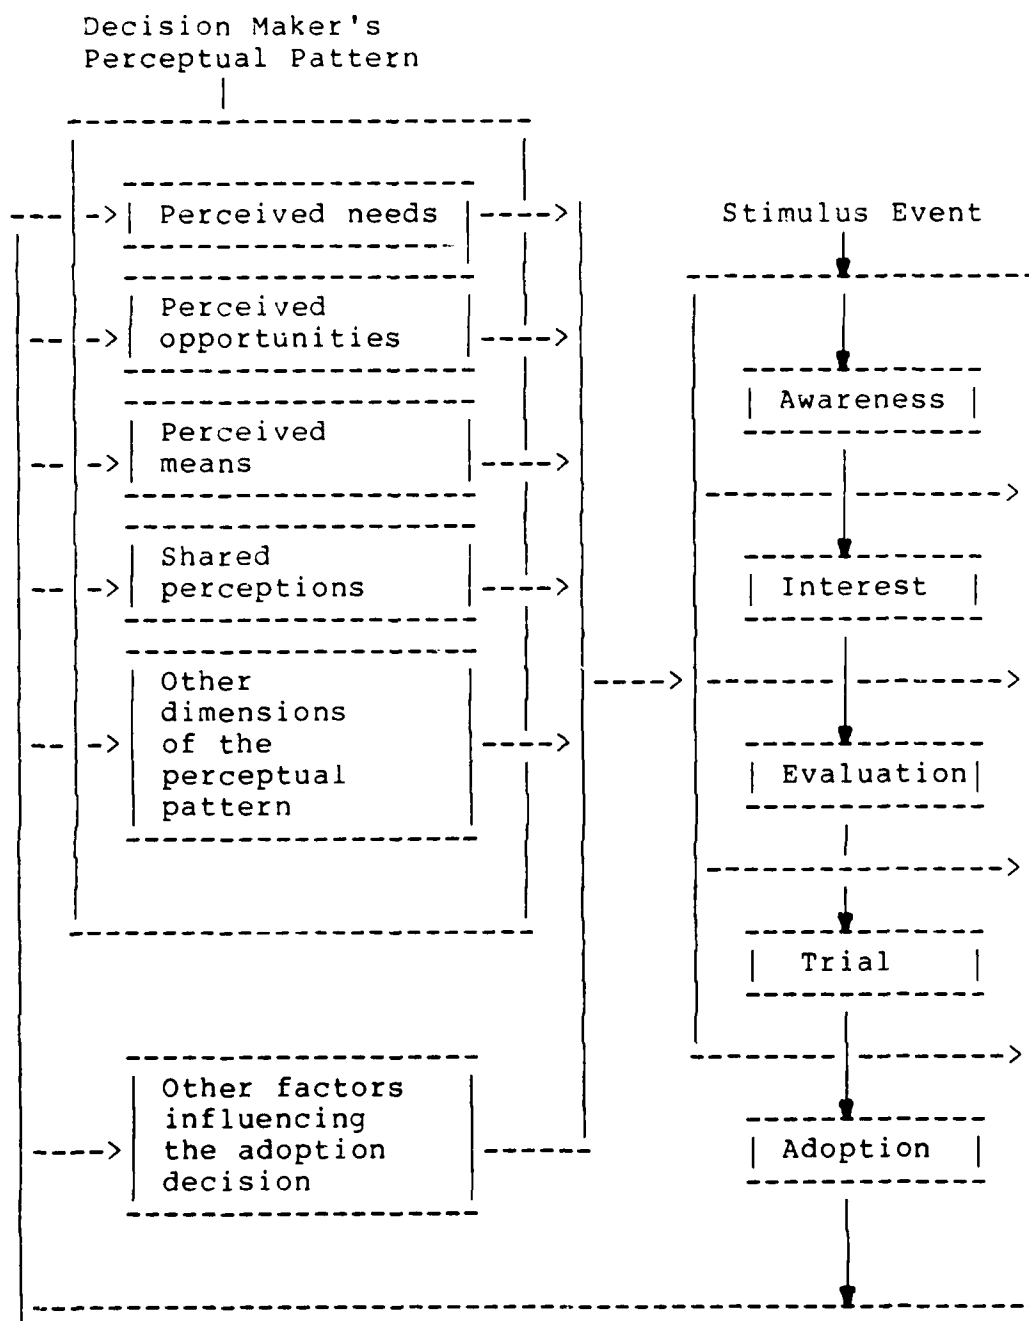 Decision Maker's
Perceptual Pattern
Perceived needs
Perceived
opportunities
Perceived
means
Shared
perceptions
Other
dimensions
of the
perceptual
pattern
Other factors
influencing
the adoption
decision
Stimulus Event
Awareness
Interest
Evaluation
Trial
Adoption